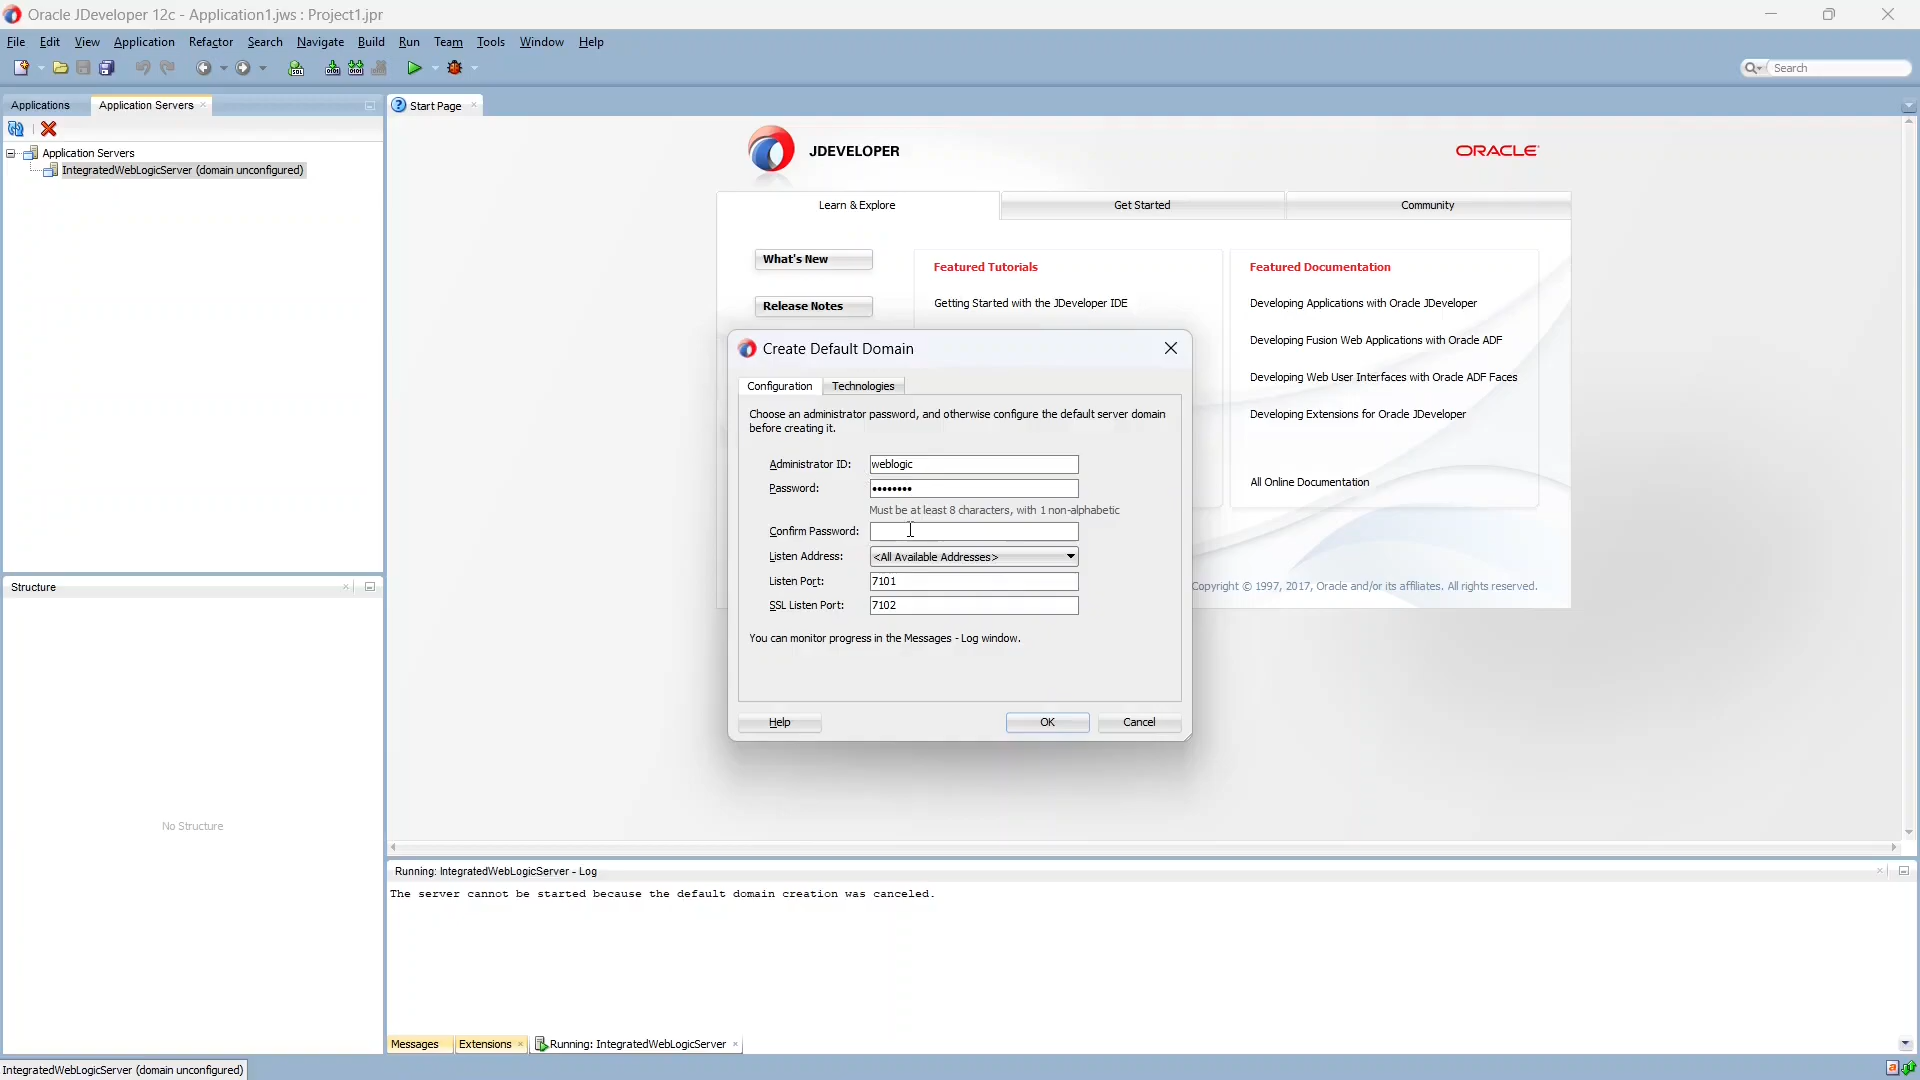 Oracle JDeveloper 12c - Application1.jws : Project1.jpr
File Edit View Application Refactor Search Navigate Build Run Team Tools Window Help
Search
Applications Application Servers
Start Page
Application Servers
IntegratedWebLogicServer (domain unconfigured)
JDEVELOPER
ORACLE
Learn & Explore Get Started Community
What's New
Release Notes
Featured Tutorials
Getting Started with the JDeveloper IDE
Featured Documentation
Developing Applications with Oracle JDeveloper
Developing Fusion Web Applications with Oracle ADF
Developing Web User Interfaces with Oracle ADF Faces
Developing Extensions for Oracle JDeveloper
All Online Documentation
Copyright © 1997, 2017, Oracle and/or its affiliates. All rights reserved.
Create Default Domain
Configuration Technologies
Choose an administrator password, and otherwise configure the default server domain
before creating it.
Administrator ID: weblogic
Password: ••••••••
Must be at least 8 characters, with 1 non-alphabetic
Confirm Password:
Listen Address: <All Available Addresses>
Listen Port: 7101
SSL Listen Port: 7102
You can monitor progress in the Messages - Log window.
Help OK Cancel
Structure
No Structure
Running: IntegratedWebLogicServer - Log
The server cannot be started because the default domain creation was canceled.
Messages Extensions Running: IntegratedWebLogicServer
IntegratedWebLogicServer (domain unconfigured)